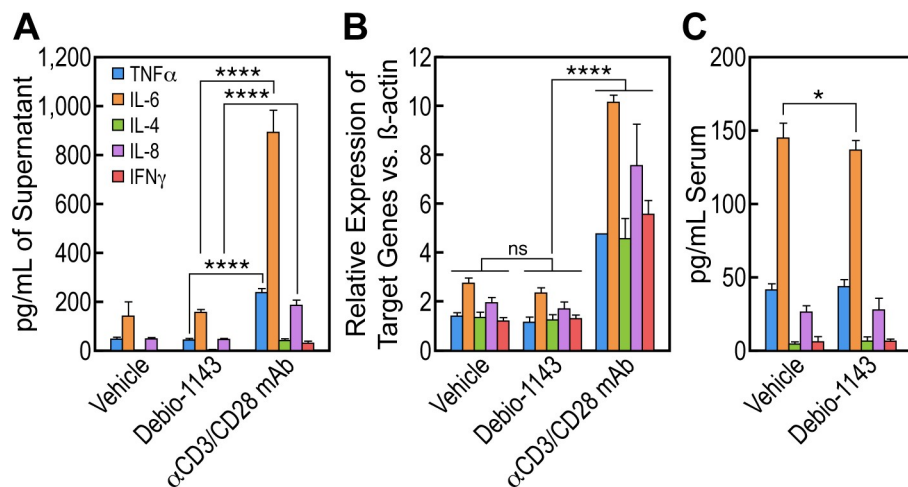 A
1,200
1,000
800
600
400
200
0
pg/mL of Supernatant
TNFα
IL-6
IL-4
IL-8
IFNγ
****
****
****
Vehicle
Debio-1143
αCD3/CD28 mAb
B
12
10
8
6
4
2
0
Relative Expression of
Target Genes vs. ß-actin
****
ns
Vehicle
Debio-1143
αCD3/CD28 mAb
C
200
150
100
50
0
pg/mL Serum
*
Vehicle
Debio-1143